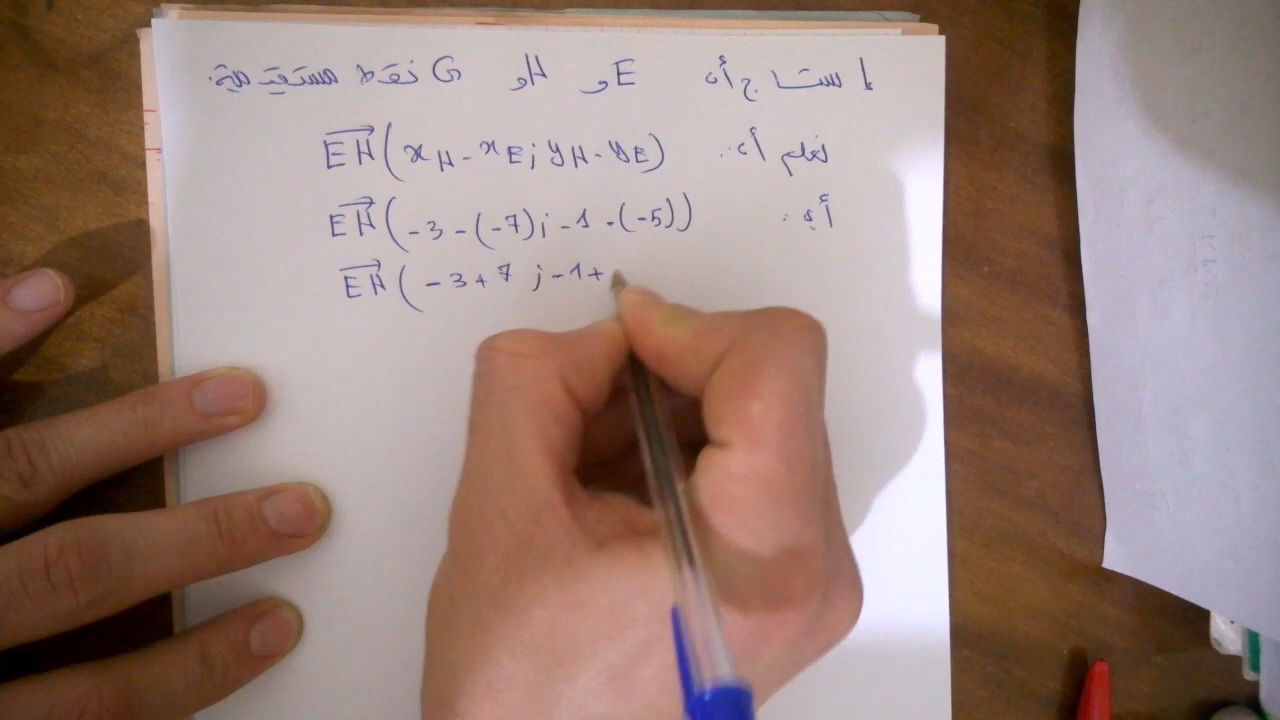 استنتاج أن E و H و G نقط مستقيمية.
نعلم أن: EH(xH - xE ; yH - yE)
أي: EH(-3 - (-7) ; -1 - (-5))
EH(-3 + 7 ; -1 +